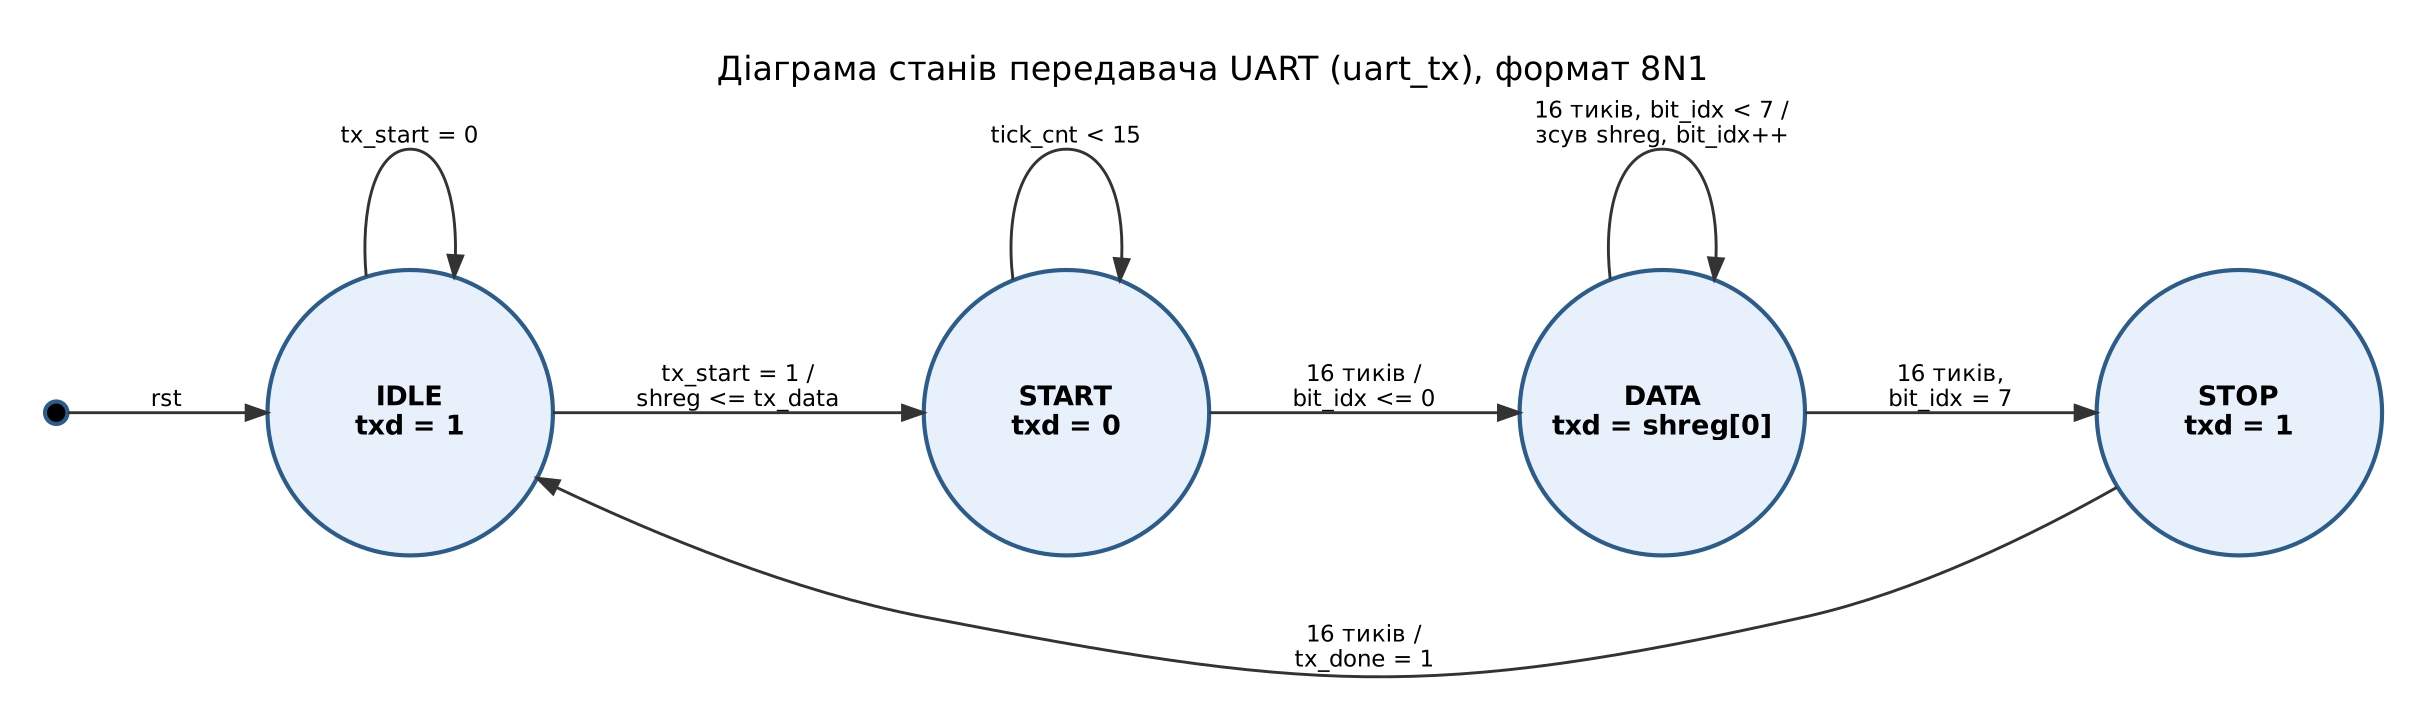 Діаграма станів передавача UART (uart_tx), формат 8N1
tx_start = 0
tick_cnt < 15
16 тиків, bit_idx < 7 /
зсув shreg, bit_idx++
rst
IDLE
txd = 1
tx_start = 1 /
shreg <= tx_data
START
txd = 0
16 тиків /
bit_idx <= 0
DATA
txd = shreg[0]
16 тиків,
bit_idx = 7
STOP
txd = 1
16 тиків /
tx_done = 1